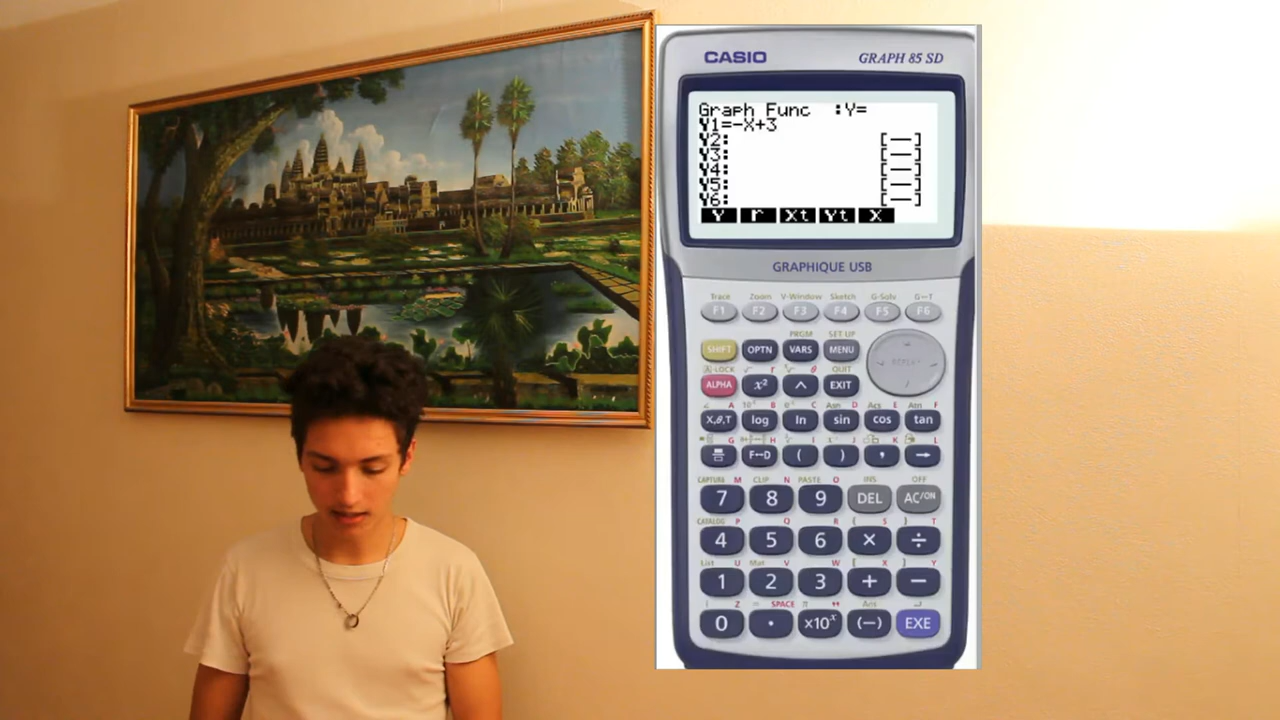 CASIO GRAPH 85 SD
Graph Func :Y=
Y1=-X+3
Y2: [—]
Y3: [—]
Y4: [—]
Y5: [—]
Y6: [—]
Y r Xt Yt X
GRAPHIQUE USB
Trace Zoom V-Window Sketch G-Solv G↔T
F1 F2 F3 F4 F5 F6
PRGM SET UP
SHIFT OPTN VARS MENU REPLAY
A-LOCK r θ QUIT
ALPHA x² ^ EXIT
A B C D E F
X,θ,T log ln sin cos tan
G H I J K L
F↔D ( ) , →
CAPTURE M CLIP N PASTE O INS OFF
7 8 9 DEL AC/ON
CATALOG P Q R { S } T
4 5 6 × ÷
List U Mat V W [ X ] Y
1 2 3 + −
Z = SPACE π " Ans
0 . ×10ˣ (−) EXE